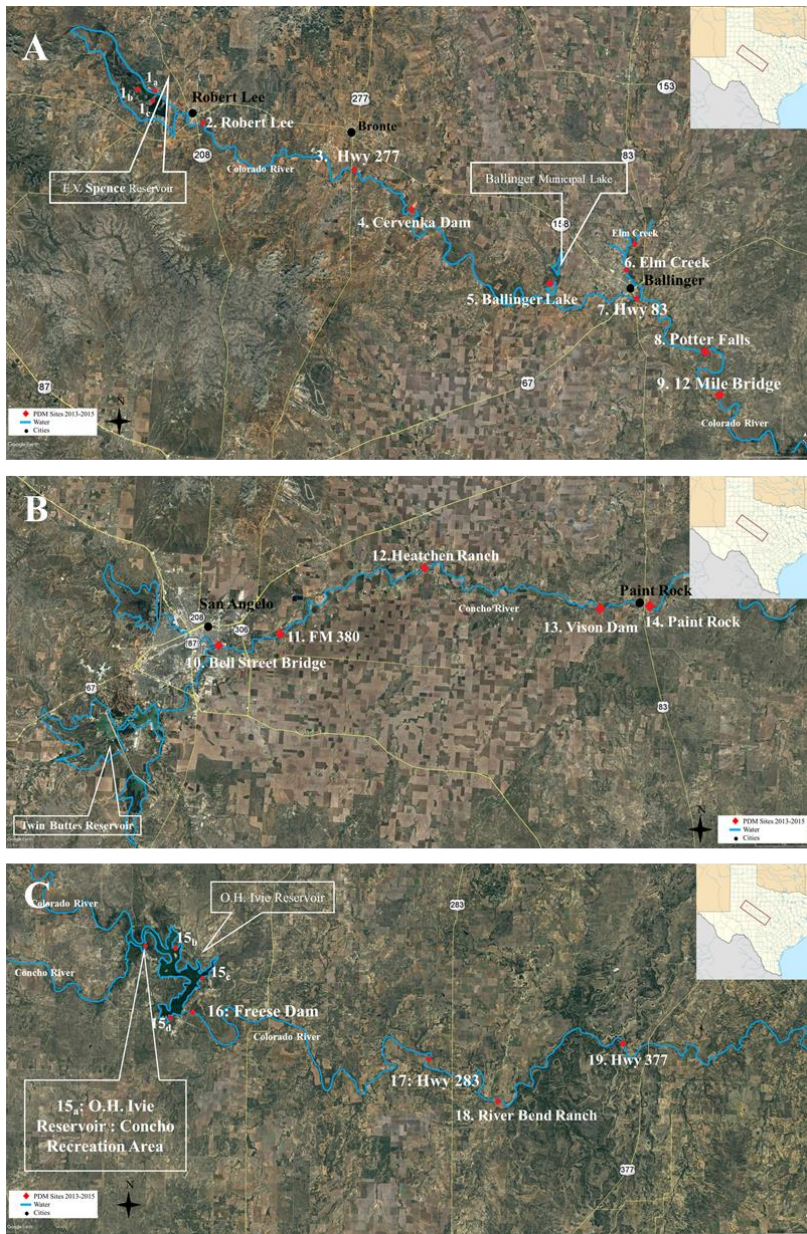 A
1a
1b
1c
Robert Lee
2. Robert Lee
208
E.V. Spence Reservoir
277
Bronte
3. Hwy 277
Colorado River
4. Cervenka Dam
153
83
Ballinger Municipal Lake
158
Elm Creek
6. Elm Creek
Ballinger
5. Ballinger Lake
7. Hwy 83
8. Potter Falls
67
9. 12 Mile Bridge
Colorado River
87
N
PDM Sites 2013-2015
Water
Cities
Google Earth
B
12. Heatchen Ranch
San Angelo
208
306
87
11. FM 380
10. Bell Street Bridge
Concho River
Paint Rock
13. Vison Dam
14. Paint Rock
67
83
Twin Buttes Reservoir
N
PDM Sites 2013-2015
Water
Cities
Google Earth
C
Colorado River
O.H. Ivie Reservoir
283
15b
15c
Concho River
15d
16: Freese Dam
Colorado River
17: Hwy 283
19. Hwy 377
18. River Bend Ranch
15a: O.H. Ivie
Reservoir : Concho
Recreation Area
377
N
PDM Sites 2013-2015
Water
Cities
Google Earth